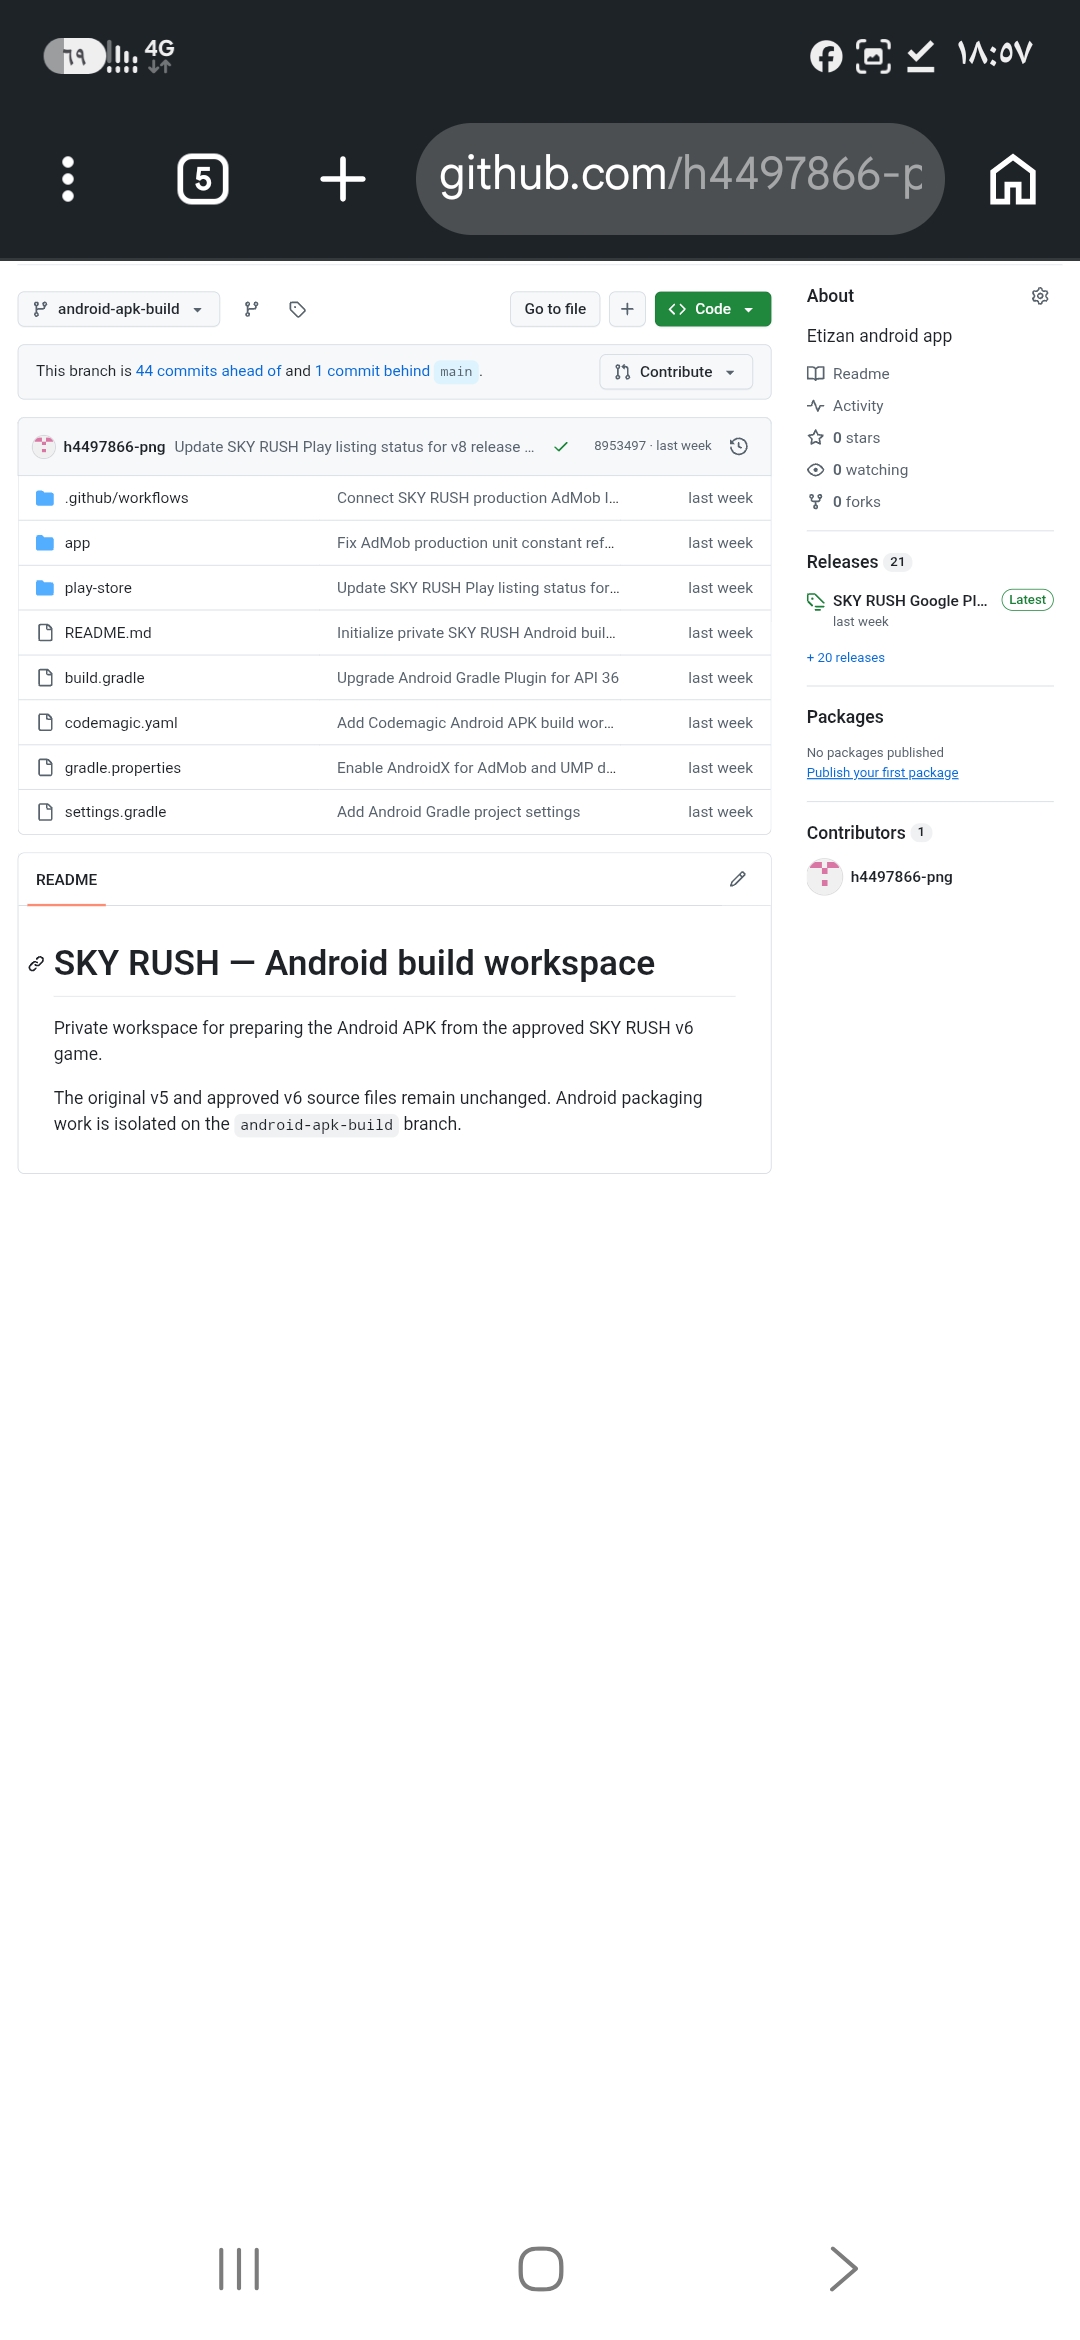 ٦٩ 4G ١٨:٥٧
5 + github.com/h4497866-p
android-apk-build Go to file + Code
This branch is 44 commits ahead of and 1 commit behind main .
Contribute
h4497866-png Update SKY RUSH Play listing status for v8 release ... 8953497 · last week
.github/workflows Connect SKY RUSH production AdMob I... last week
app Fix AdMob production unit constant ref... last week
play-store Update SKY RUSH Play listing status for... last week
README.md Initialize private SKY RUSH Android buil... last week
build.gradle Upgrade Android Gradle Plugin for API 36 last week
codemagic.yaml Add Codemagic Android APK build wor... last week
gradle.properties Enable AndroidX for AdMob and UMP d... last week
settings.gradle Add Android Gradle project settings last week
README
SKY RUSH — Android build workspace
Private workspace for preparing the Android APK from the approved SKY RUSH v6
game.
The original v5 and approved v6 source files remain unchanged. Android packaging
work is isolated on the android-apk-build branch.
About
Etizan android app
Readme
Activity
0 stars
0 watching
0 forks
Releases 21
SKY RUSH Google Pl... Latest
last week
+ 20 releases
Packages
No packages published
Publish your first package
Contributors 1
h4497866-png